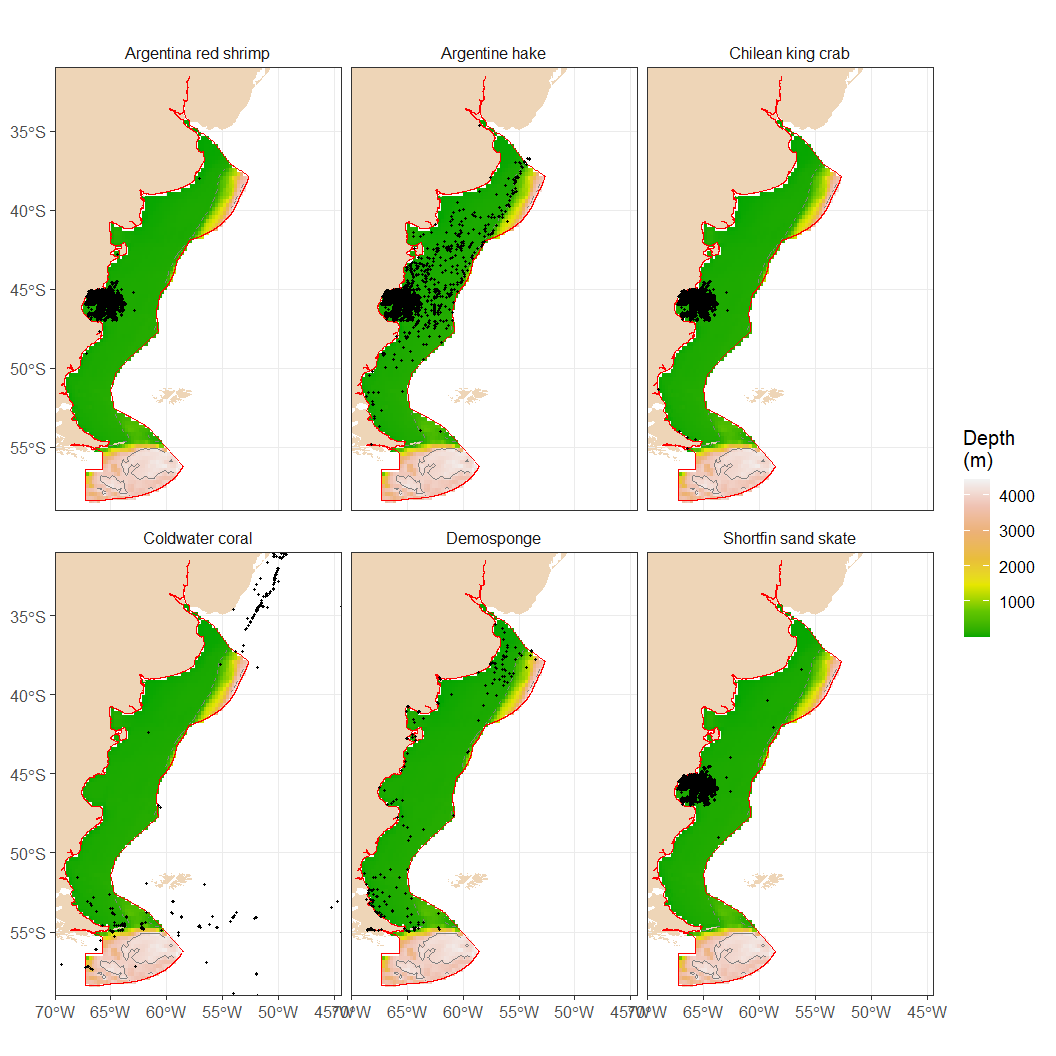 Argentina red shrimp
Argentine hake
Chilean king crab
35°S
40°S
45°S
50°S
55°S
Depth
(m)
4000
3000
2000
1000
Coldwater coral
Demosponge
Shortfin sand skate
35°S
40°S
45°S
50°S
55°S
70°W 65°W 60°W 55°W 50°W 45°W 70°W 65°W 60°W 55°W 50°W 45°W 70°W 65°W 60°W 55°W 50°W 45°W